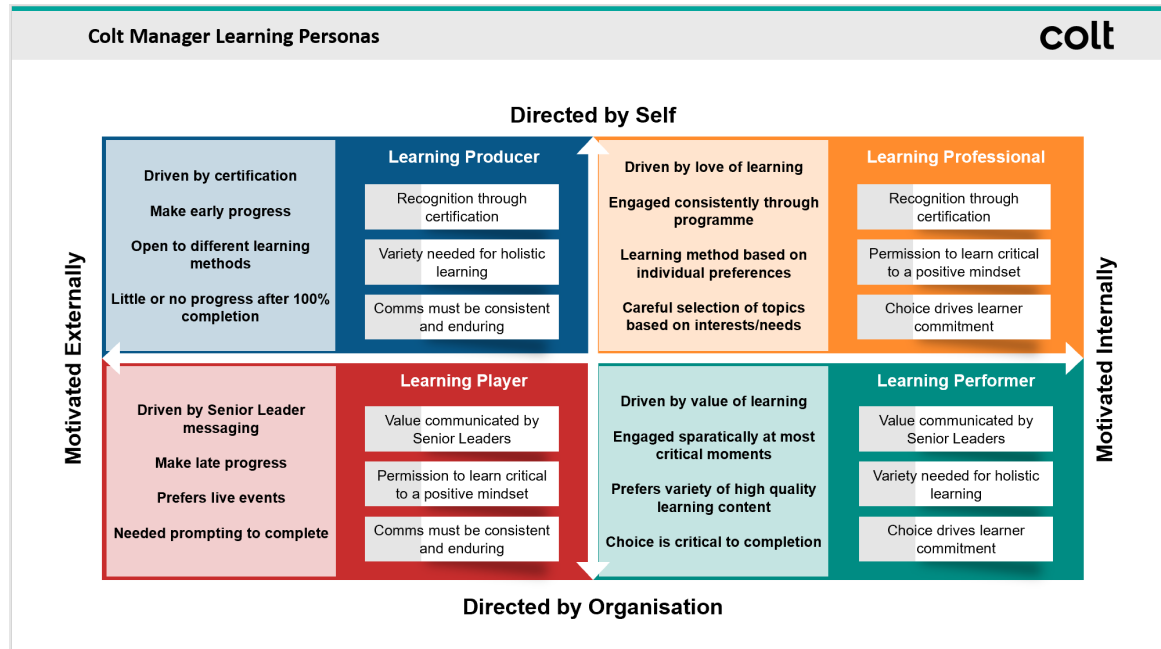 Colt Manager Learning Personas
colt
Directed by Self
Motivated Externally
Driven by certification
Make early progress
Open to different learning
methods
Little or no progress after 100%
completion
Learning Producer
Recognition through
certification
Variety needed for holistic
learning
Comms must be consistent
and enduring
Driven by love of learning
Engaged consistently through
programme
Learning method based on
individual preferences
Careful selection of topics
based on interests/needs
Learning Professional
Recognition through
certification
Permission to learn critical
to a positive mindset
Choice drives learner
commitment
Motivated Internally
Driven by Senior Leader
messaging
Make late progress
Prefers live events
Needed prompting to complete
Learning Player
Value communicated by
Senior Leaders
Permission to learn critical
to a positive mindset
Comms must be consistent
and enduring
Driven by value of learning
Engaged sparatically at most
critical moments
Prefers variety of high quality
learning content
Choice is critical to completion
Learning Performer
Value communicated by
Senior Leaders
Variety needed for holistic
learning
Choice drives learner
commitment
Directed by Organisation